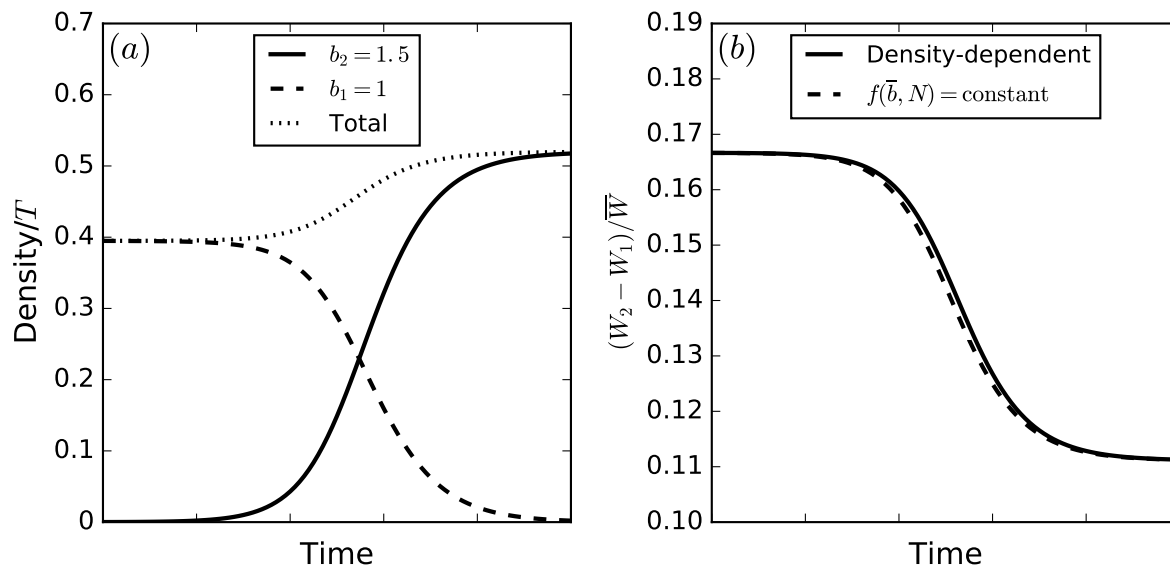 (a)
b₂ = 1.5
b₁ = 1
Total
0.7
0.6
0.5
0.4
0.3
0.2
0.1
0
Density/T
Time
(b)
Density-dependent
f(b̅, N) = constant
0.19
0.18
0.17
0.16
0.15
0.14
0.13
0.12
0.11
0.10
(W₂ − W₁)/W̅
Time